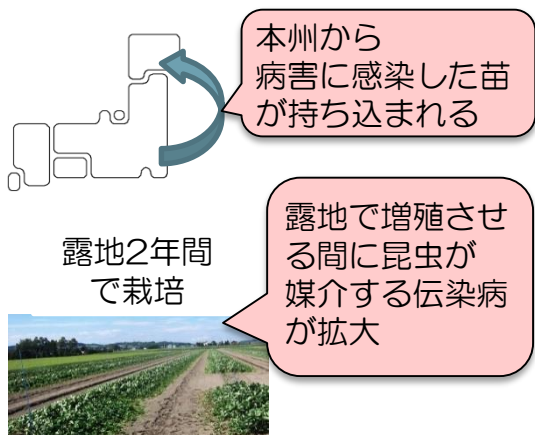 本州から
病害に感染した苗
が持ち込まれる
露地で増殖させ
る間に昆虫が
媒介する伝染病
が拡大
露地2年間
で栽培